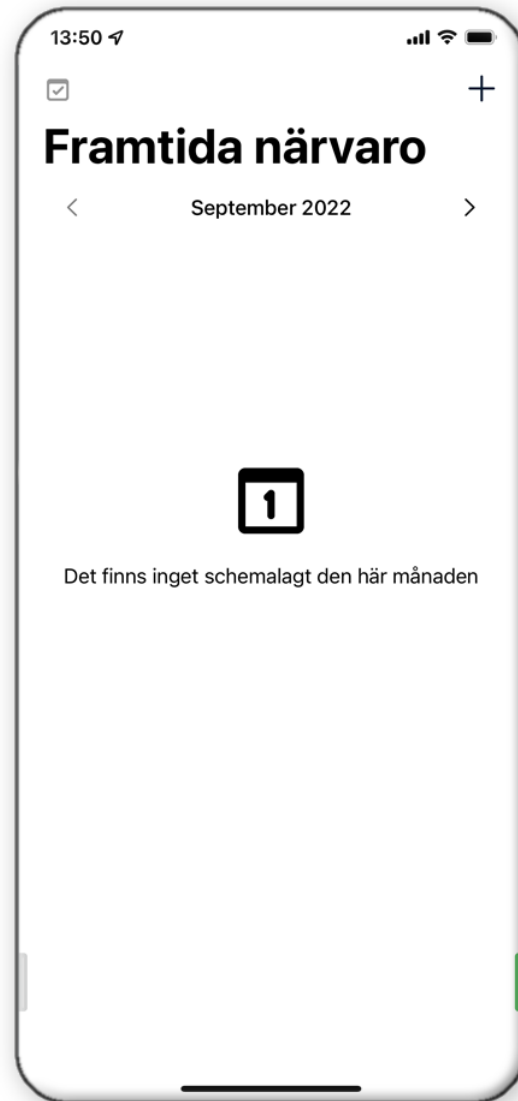 13:50
Framtida närvaro
September 2022
1
Det finns inget schemalagt den här månaden